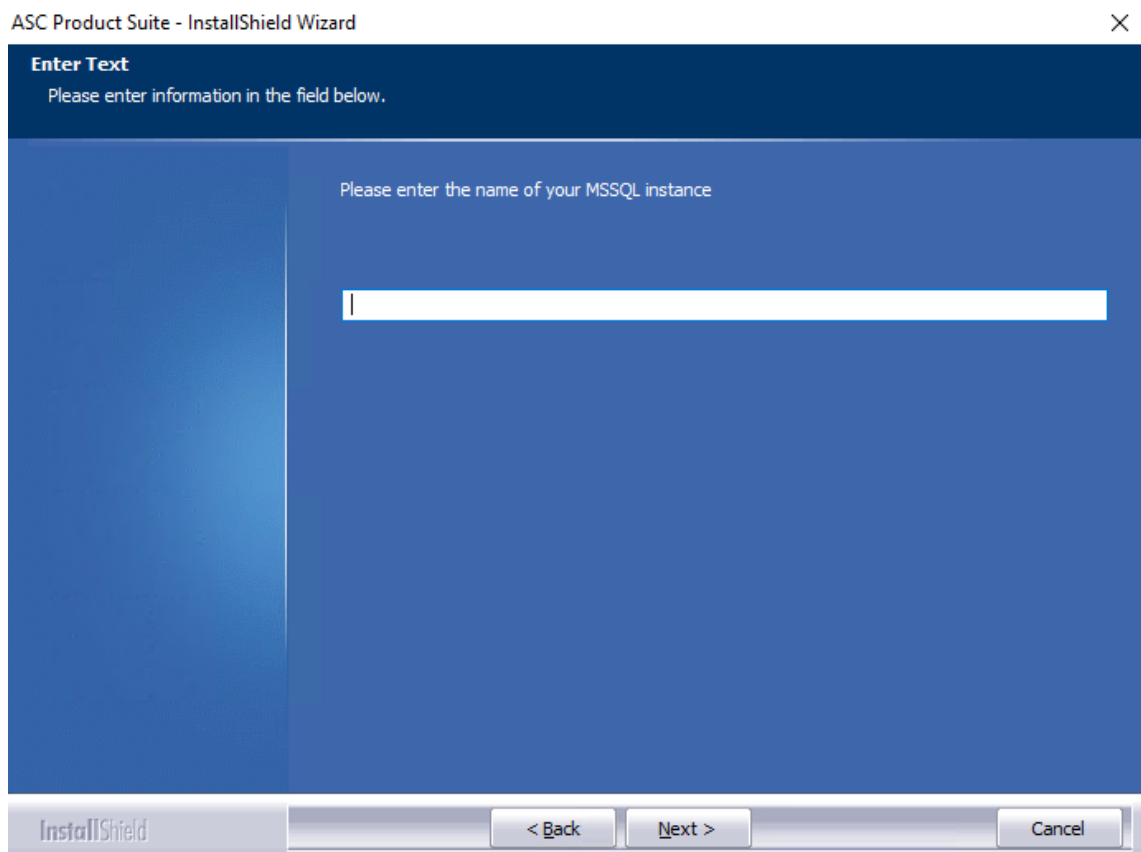 ASC Product Suite - InstallShield Wizard
Enter Text
Please enter information in the field below.
Please enter the name of your MSSQL instance
InstallShield
< Back
Next >
Cancel